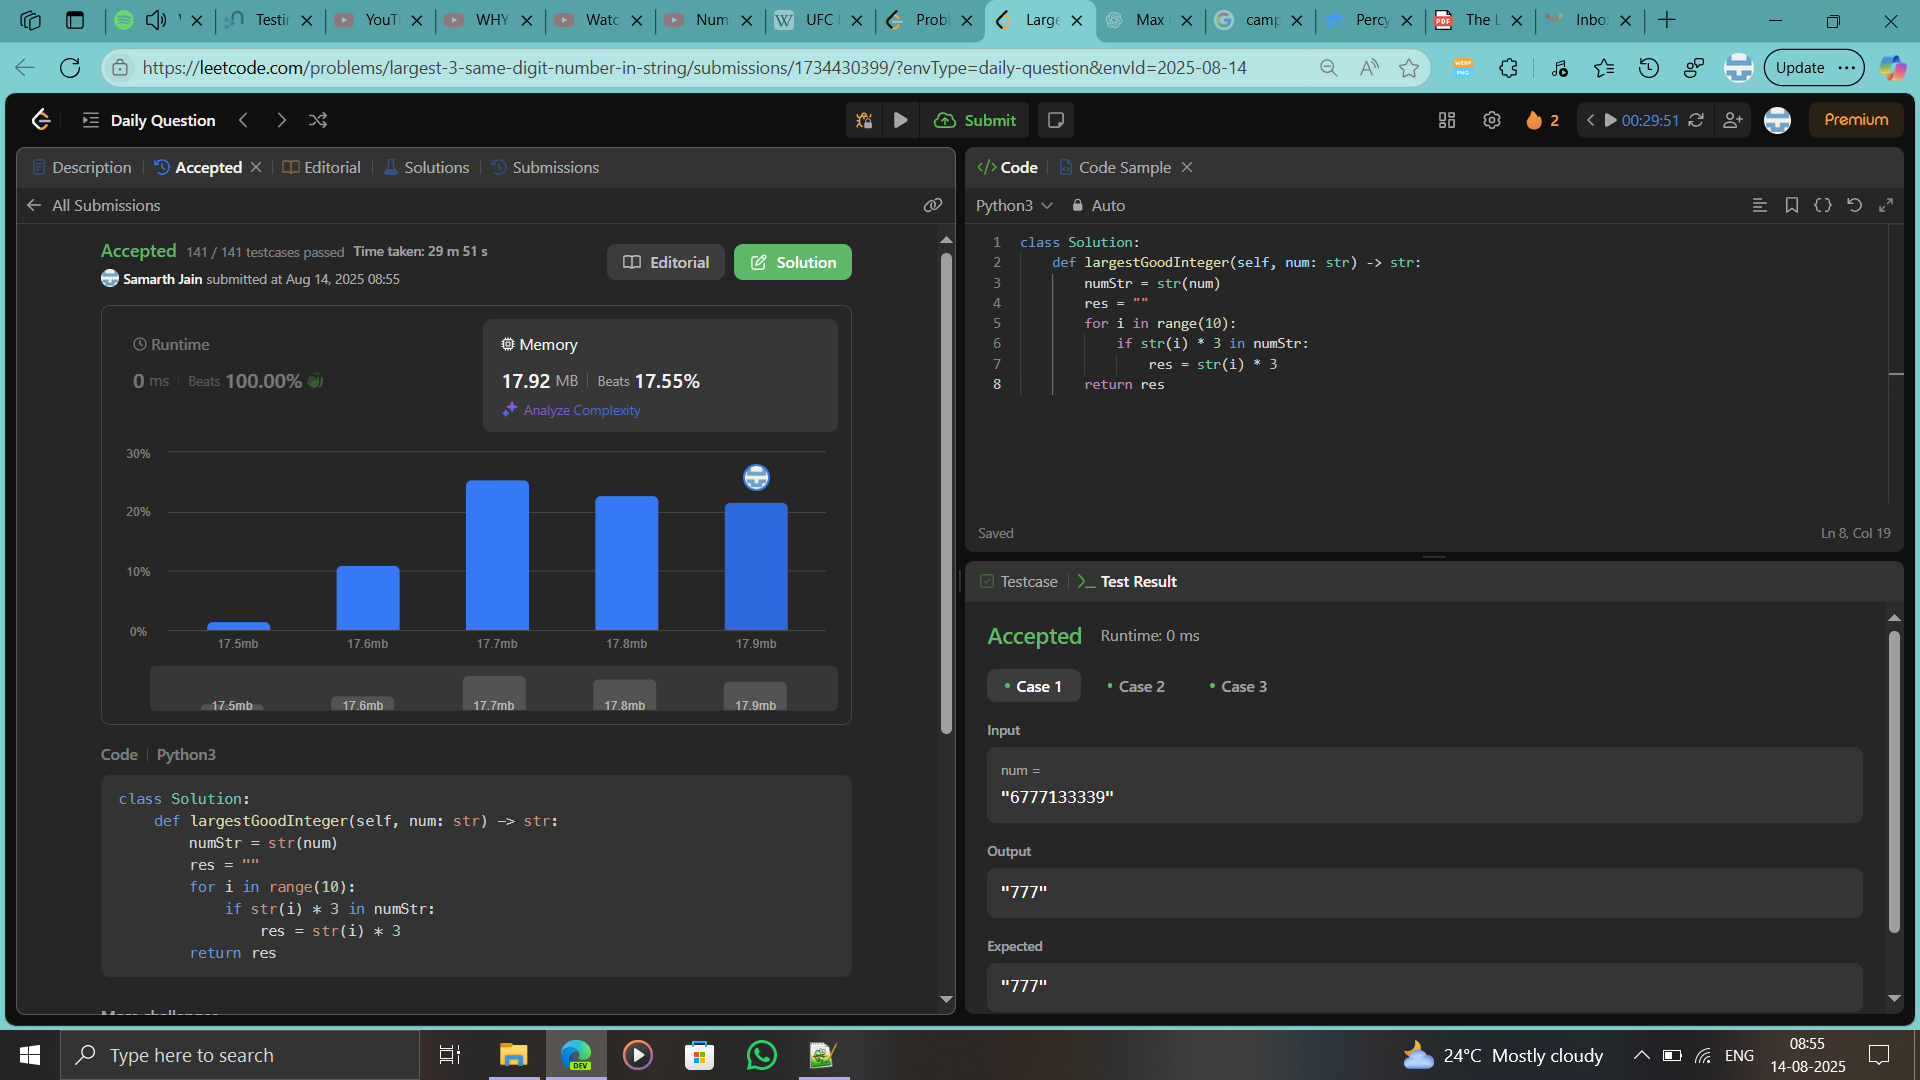 Testin
YouT
WHY
Watc
Num
UFC
Probl
Large
Max
camp
Percy
The L
Inbo
https://leetcode.com/problems/largest-3-same-digit-number-in-string/submissions/1734430399/?envType=daily-question&envId=2025-08-14
Update
Daily Question
Submit
2
00:29:51
Premium
Description
Accepted
Editorial
Solutions
Submissions
All Submissions
Accepted 141 / 141 testcases passed Time taken: 29 m 51 s
Samarth Jain submitted at Aug 14, 2025 08:55
Editorial
Solution
Runtime
0 ms Beats 100.00%
Memory
17.92 MB Beats 17.55%
Analyze Complexity
30%
20%
10%
0%
17.5mb 17.6mb 17.7mb 17.8mb 17.9mb
17.5mb 17.6mb 17.7mb 17.8mb 17.9mb
Code Python3
class Solution:
def largestGoodInteger(self, num: str) -> str:
numStr = str(num)
res = ""
for i in range(10):
if str(i) * 3 in numStr:
res = str(i) * 3
return res
More challenges
</> Code
Code Sample
Python3
Auto
1 class Solution:
2 def largestGoodInteger(self, num: str) -> str:
3 numStr = str(num)
4 res = ""
5 for i in range(10):
6 if str(i) * 3 in numStr:
7 res = str(i) * 3
8 return res
Saved
Ln 8, Col 19
Testcase
Test Result
Accepted Runtime: 0 ms
Case 1
Case 2
Case 3
Input
num =
"6777133339"
Output
"777"
Expected
"777"
Type here to search
DEV
24°C Mostly cloudy
ENG
08:55
14-08-2025